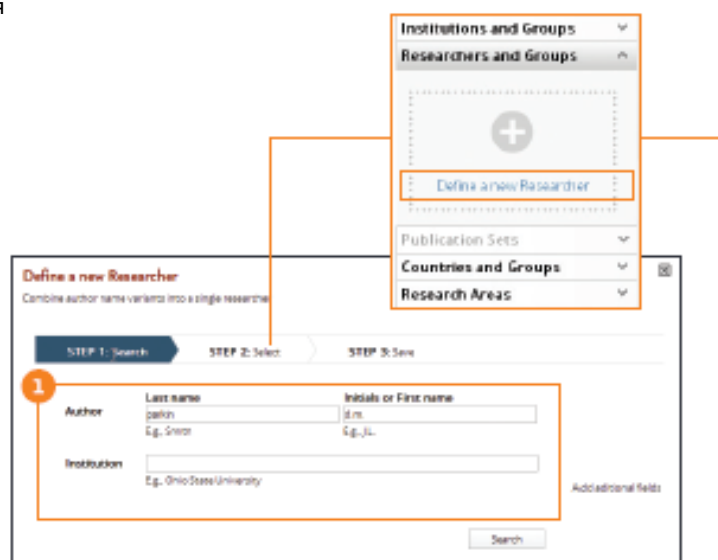 я
Institutions and Groups
Researchers and Groups
Define a new Researcher
Publication Sets
Countries and Groups
Research Areas
Define a new Researcher
Combine author name variants into a single researcher
STEP 1: Search
STEP 2: Select
STEP 3: Save
1
Last name
Initials or First name
Author
parkin
d.m.
E.g., Smith
E.g., J.L.
Institution
E.g., Ohio State University
Add aditional fields
Search